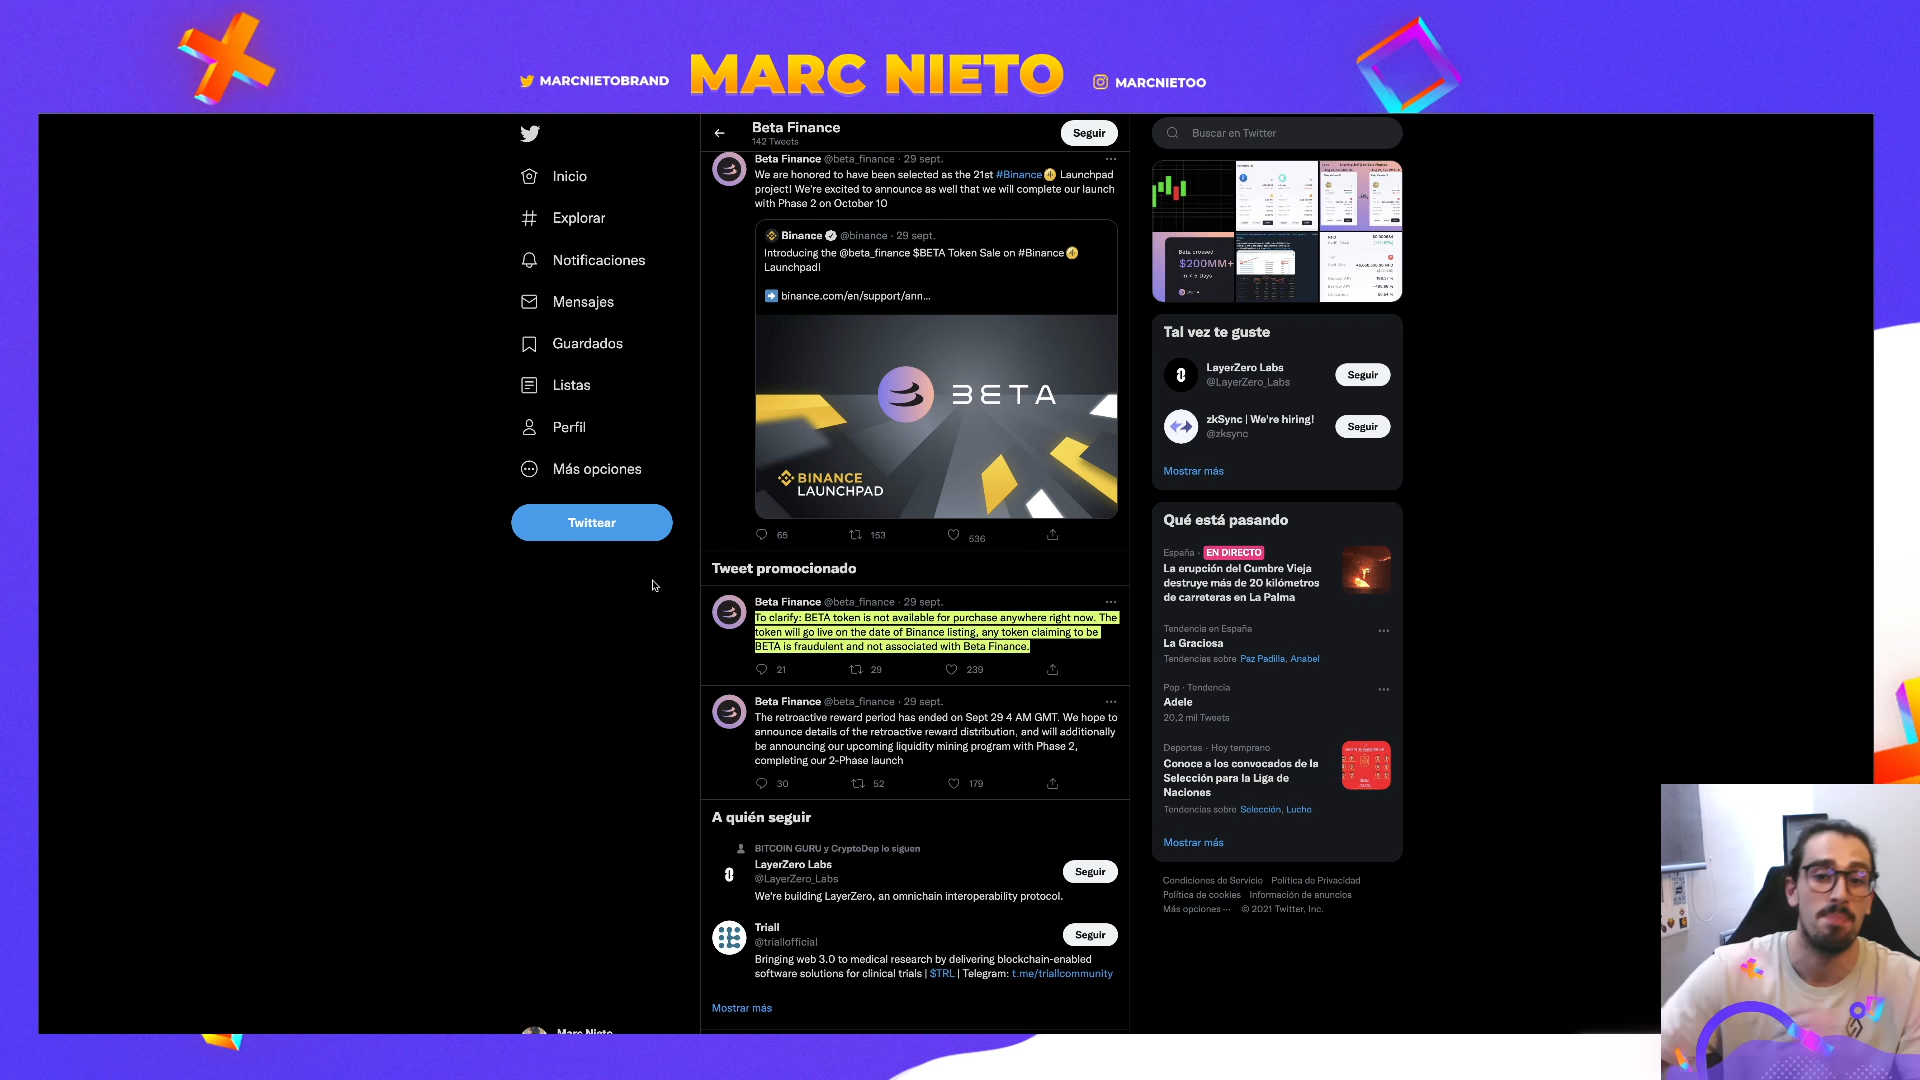 MARCNIETOBRAND
MARC NIETO
MARCNIETOO
Inicio
Explorar
Notificaciones
Mensajes
Guardados
Listas
Perfil
Más opciones
Twittear
Beta Finance
142 Tweets
Seguir
Beta Finance @beta_finance · 29 sept.
We are honored to have been selected as the 21st #Binance Launchpad
project! We're excited to announce as well that we will complete our launch
with Phase 2 on October 10
Binance @binance · 29 sept.
Introducing the @beta_finance $BETA Token Sale on #Binance
Launchpad!
binance.com/en/support/ann...
BETA
BINANCE
LAUNCHPAD
65 153 536
Tweet promocionado
Beta Finance @beta_finance · 29 sept.
To clarify: BETA token is not available for purchase anywhere right now. The
token will go live on the date of Binance listing, any token claiming to be
BETA is fraudulent and not associated with Beta Finance.
21 29 239
Beta Finance @beta_finance · 29 sept.
The retroactive reward period has ended on Sept 29 4 AM GMT. We hope to
announce details of the retroactive reward distribution, and will additionally
be announcing our upcoming liquidity mining program with Phase 2,
completing our 2-Phase launch
30 52 179
A quién seguir
BITCOIN GURU y CryptoDep lo siguen
LayerZero Labs
@LayerZero_Labs
Seguir
We're building LayerZero, an omnichain interoperability protocol.
Triall
@triallofficial
Seguir
Bringing web 3.0 to medical research by delivering blockchain-enabled
software solutions for clinical trials | $TRL | Telegram: t.me/triallcommunity
Mostrar más
Buscar en Twitter
Beta crossed
$200MM+
in < 5 Days
BETA
Tal vez te guste
LayerZero Labs
@LayerZero_Labs
Seguir
zkSync | We're hiring!
@zksync
Seguir
Mostrar más
Qué está pasando
España · EN DIRECTO
La erupción del Cumbre Vieja
destruye más de 20 kilómetros
de carreteras en La Palma
Tendencia en España
La Graciosa
Tendencias sobre Paz Padilla, Anabel
Pop · Tendencia
Adele
20,2 mil Tweets
Deportes · Hoy temprano
Conoce a los convocados de la
Selección para la Liga de
Naciones
Tendencias sobre Selección, Lucho
Mostrar más
Condiciones de Servicio Política de Privacidad
Política de cookies Información de anuncios
Más opciones ··· © 2021 Twitter, Inc.
Marc Nieto